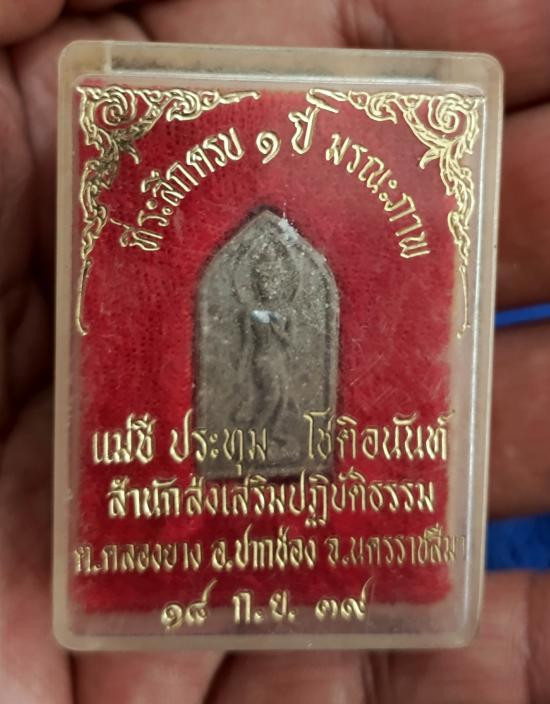 ที่ระลึกครบ ๑ ปี มรณะภาพ
แม่ชี ประทุม โชติอนันท์
สำนักส่งเสริมปฏิบัติธรรม
ต.คลองยาง อ.ปากช่อง จ.นครราชสีมา
๑๘ ก.ย. ๓๙